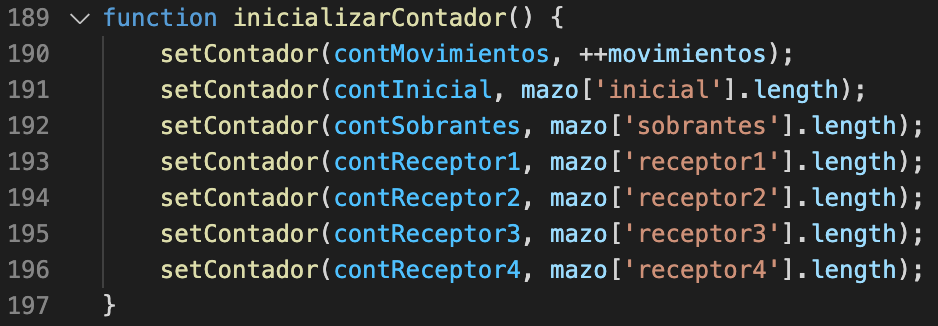 189 function inicializarContador() {
190 setContador(contMovimientos, ++movimientos);
191 setContador(contInicial, mazo['inicial'].length);
192 setContador(contSobrantes, mazo['sobrantes'].length);
193 setContador(contReceptor1, mazo['receptor1'].length);
194 setContador(contReceptor2, mazo['receptor2'].length);
195 setContador(contReceptor3, mazo['receptor3'].length);
196 setContador(contReceptor4, mazo['receptor4'].length);
197 }